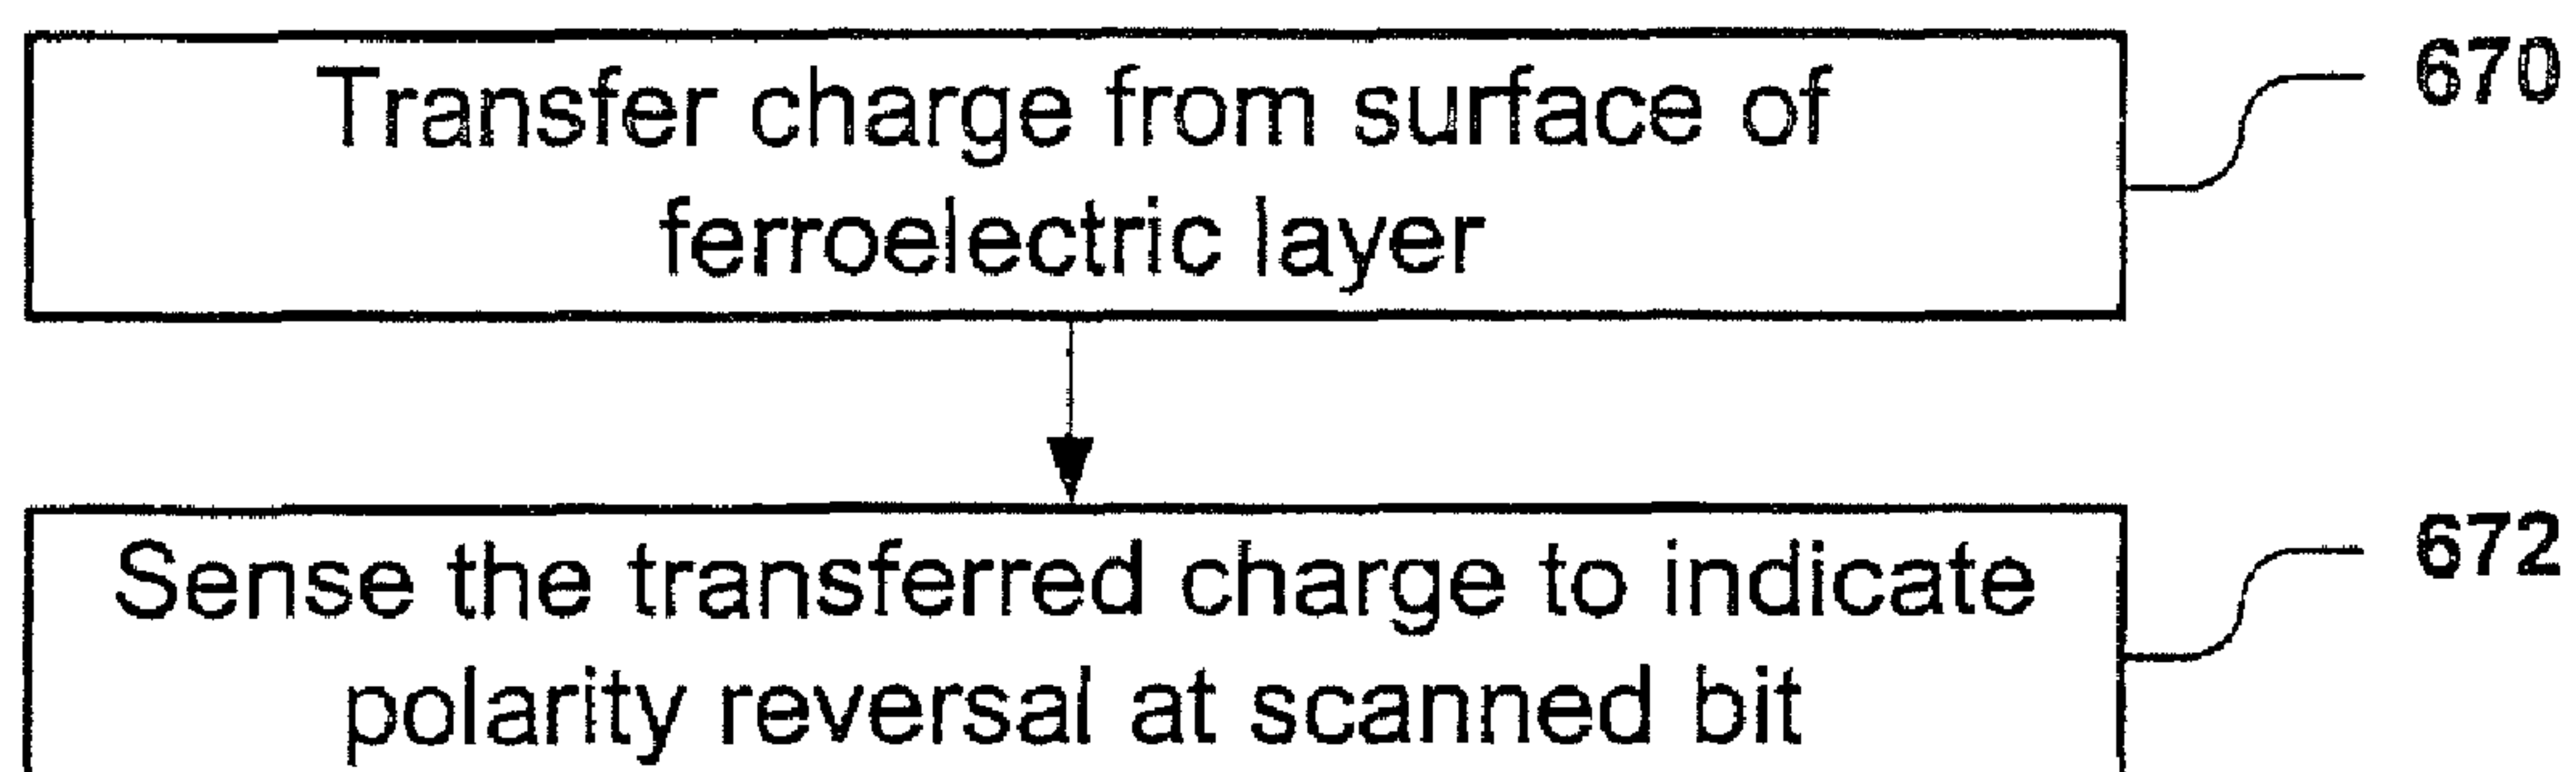 Transfer charge from surface of
ferroelectric layer
670
Sense the transferred charge to indicate
polarity reversal at scanned bit
672